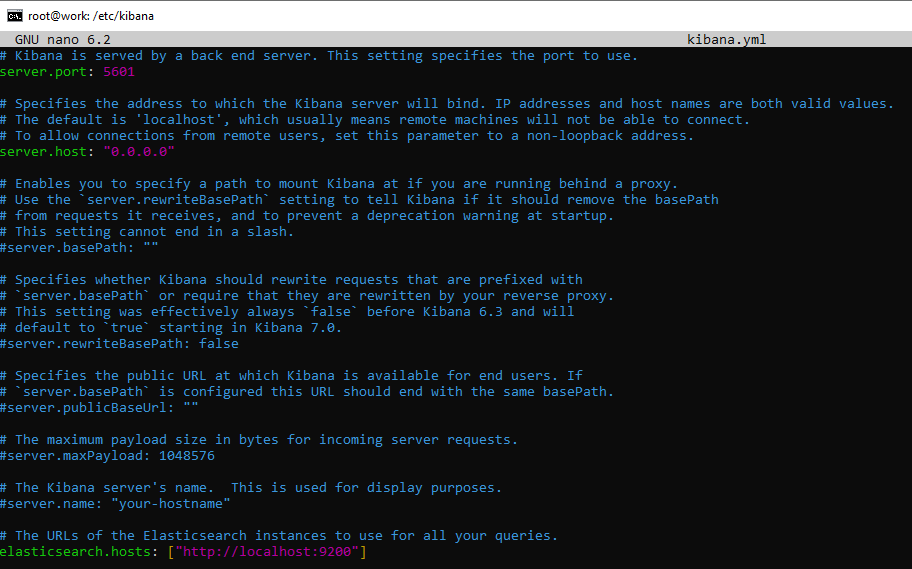 root@work: /etc/kibana
GNU nano 6.2 kibana.yml
# Kibana is served by a back end server. This setting specifies the port to use.
server.port: 5601
# Specifies the address to which the Kibana server will bind. IP addresses and host names are both valid values.
# The default is 'localhost', which usually means remote machines will not be able to connect.
# To allow connections from remote users, set this parameter to a non-loopback address.
server.host: "0.0.0.0"
# Enables you to specify a path to mount Kibana at if you are running behind a proxy.
# Use the `server.rewriteBasePath` setting to tell Kibana if it should remove the basePath
# from requests it receives, and to prevent a deprecation warning at startup.
# This setting cannot end in a slash.
#server.basePath: ""
# Specifies whether Kibana should rewrite requests that are prefixed with
# `server.basePath` or require that they are rewritten by your reverse proxy.
# This setting was effectively always `false` before Kibana 6.3 and will
# default to `true` starting in Kibana 7.0.
#server.rewriteBasePath: false
# Specifies the public URL at which Kibana is available for end users. If
# `server.basePath` is configured this URL should end with the same basePath.
#server.publicBaseUrl: ""
# The maximum payload size in bytes for incoming server requests.
#server.maxPayload: 1048576
# The Kibana server's name.  This is used for display purposes.
#server.name: "your-hostname"
# The URLs of the Elasticsearch instances to use for all your queries.
elasticsearch.hosts: ["http://localhost:9200"]